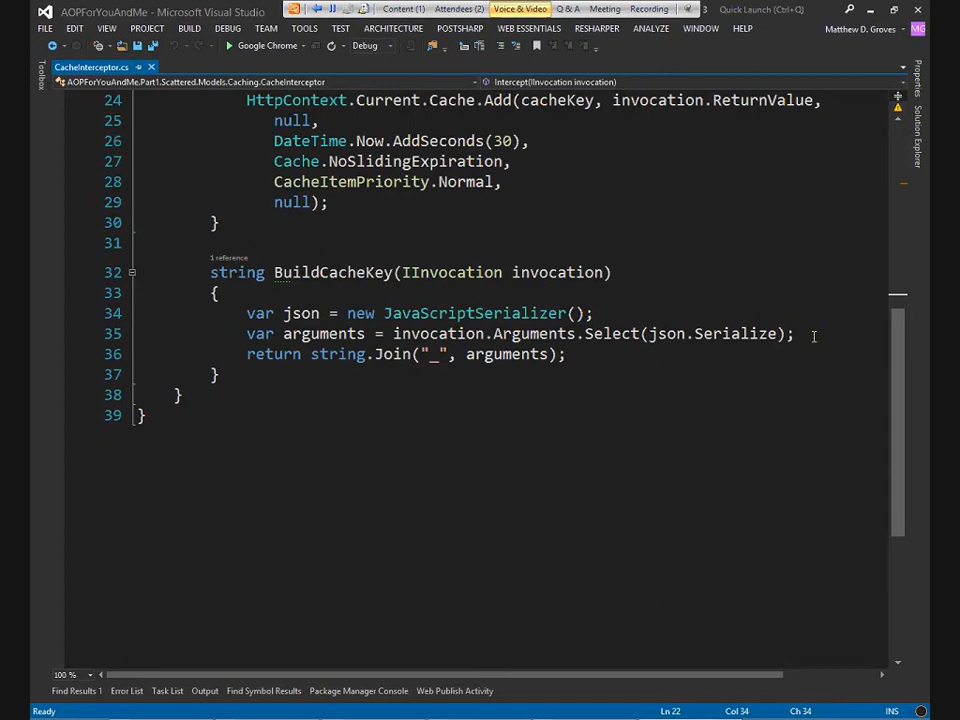 AOPForYouAndMe - Microsoft Visual Studio
Content (1) Attendees (2) Voice & Video Q & A Meeting Recording
3 Quick Launch (Ctrl+Q)
FILE EDIT VIEW PROJECT BUILD DEBUG TEAM TOOLS TEST ARCHITECTURE POSTSHARP WEB ESSENTIALS RESHARPER ANALYZE WINDOW Matthew D. Groves MG
Google Chrome Debug
CacheInterceptor.cs
AOPForYouAndMe.Part1.Scattered.Models.Caching.CacheInterceptor Intercept(IInvocation invocation)
Toolbox
Properties
Solution Explorer
24 HttpContext.Current.Cache.Add(cacheKey, invocation.ReturnValue,
25 null,
26 DateTime.Now.AddSeconds(30),
27 Cache.NoSlidingExpiration,
28 CacheItemPriority.Normal,
29 null);
30 }
31
1 reference
32 string BuildCacheKey(IInvocation invocation)
33 {
34 var json = new JavaScriptSerializer();
35 var arguments = invocation.Arguments.Select(json.Serialize);
36 return string.Join("_", arguments);
37 }
38 }
39 }
100 %
Find Results 1 Error List Task List Output Find Symbol Results Package Manager Console Web Publish Activity
Ready Ln 22 Col 34 Ch 34 INS